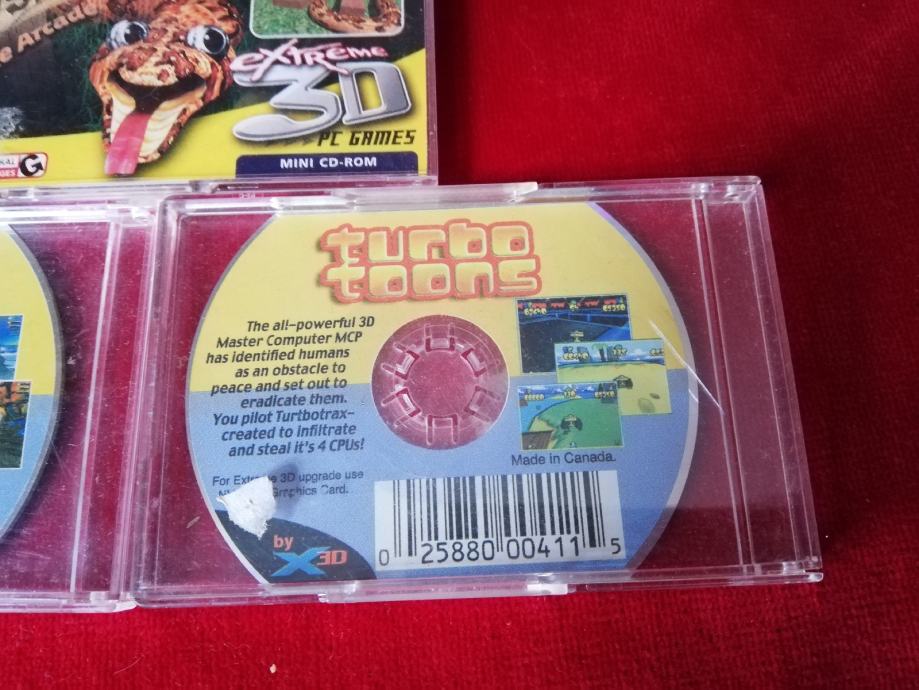 e Arcade
extreme
3D
PC GAMES
MINI CD-ROM
G
turbo
toons
The all-powerful 3D
Master Computer MCP
has identified humans
as an obstacle to
peace and set out to
eradicate them.
You pilot Turtbotrax-
created to infiltrate
and steal it's 4 CPUs!
Made in Canada.
For Extreme 3D upgrade use
Graphics Card.
by X3D
0 25880 00411 5